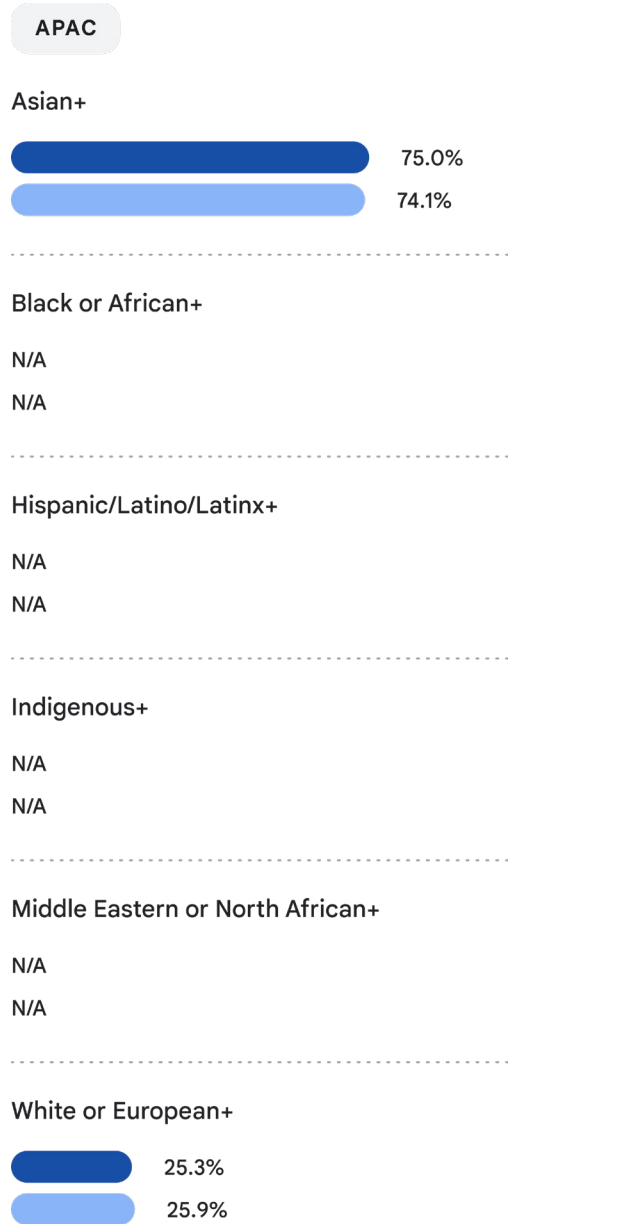 APAC
Asian+
75.0%
74.1%
Black or African+
N/A
N/A
Hispanic/Latino/Latinx+
N/A
N/A
Indigenous+
N/A
N/A
Middle Eastern or North African+
N/A
N/A
White or European+
25.3%
25.9%